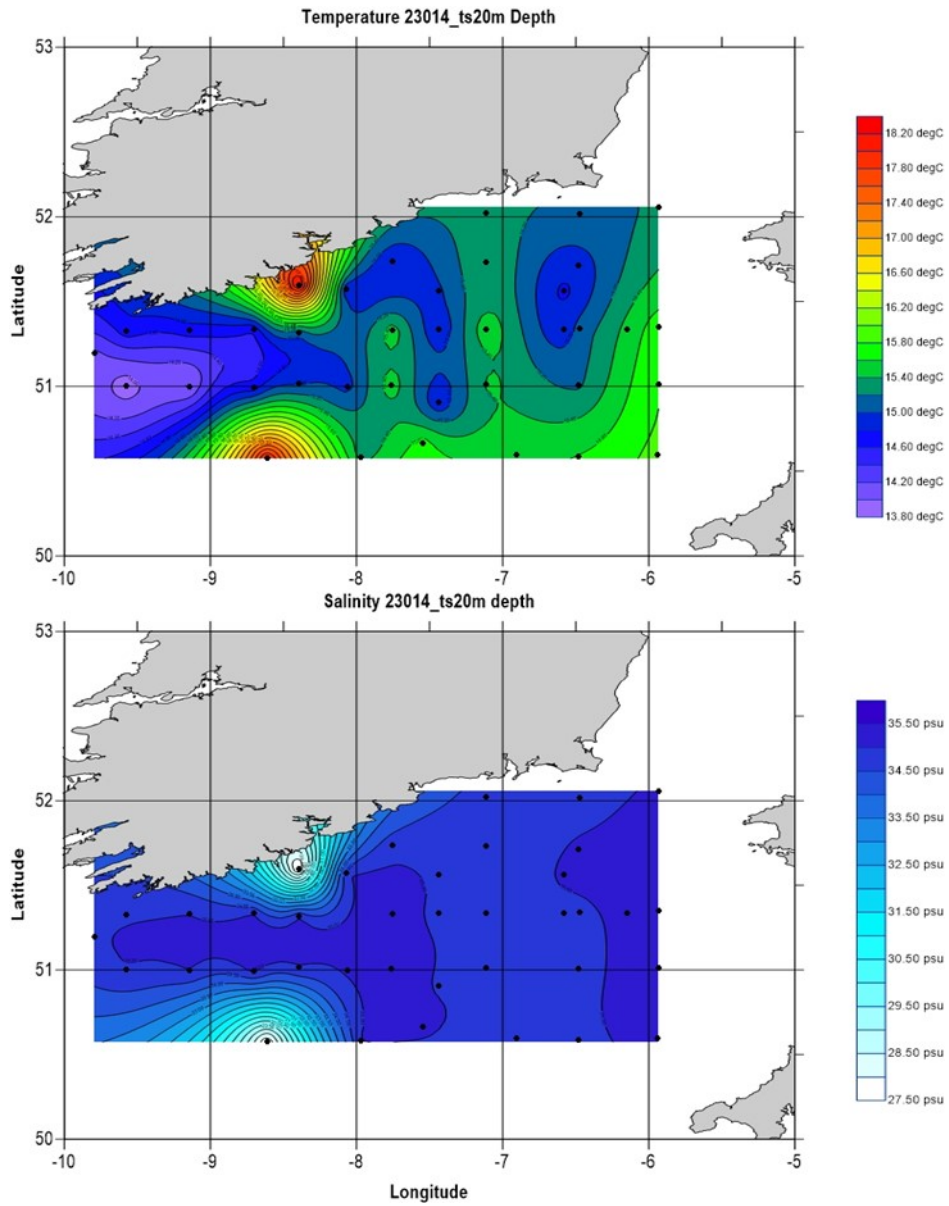 Temperature 23014_ts20m Depth
53
52
51
50
Latitude
-10
-9
-8
-7
-6
-5
18.20 degC
17.80 degC
17.40 degC
17.00 degC
16.60 degC
16.20 degC
15.80 degC
15.40 degC
15.00 degC
14.60 degC
14.20 degC
13.80 degC
Salinity 23014_ts20m depth
53
52
51
50
Latitude
-10
-9
-8
-7
-6
-5
Longitude
35.50 psu
34.50 psu
33.50 psu
32.50 psu
31.50 psu
30.50 psu
29.50 psu
28.50 psu
27.50 psu